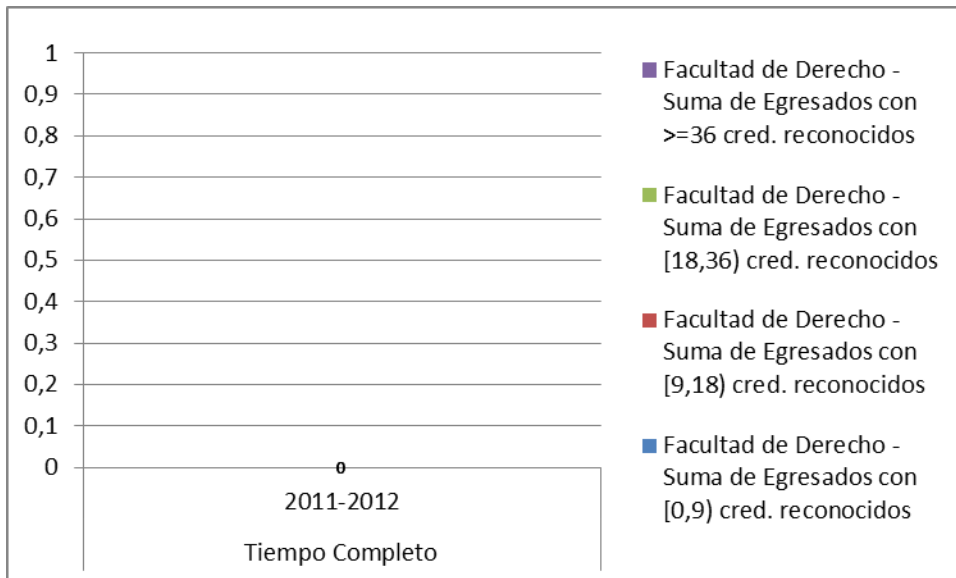 1
0,9
0,8
0,7
0,6
0,5
0,4
0,3
0,2
0,1
0
0
2011-2012
Tiempo Completo
Facultad de Derecho -
Suma de Egresados con
>=36 cred. reconocidos
Facultad de Derecho -
Suma de Egresados con
[18,36) cred. reconocidos
Facultad de Derecho -
Suma de Egresados con
[9,18) cred. reconocidos
Facultad de Derecho -
Suma de Egresados con
[0,9) cred. reconocidos